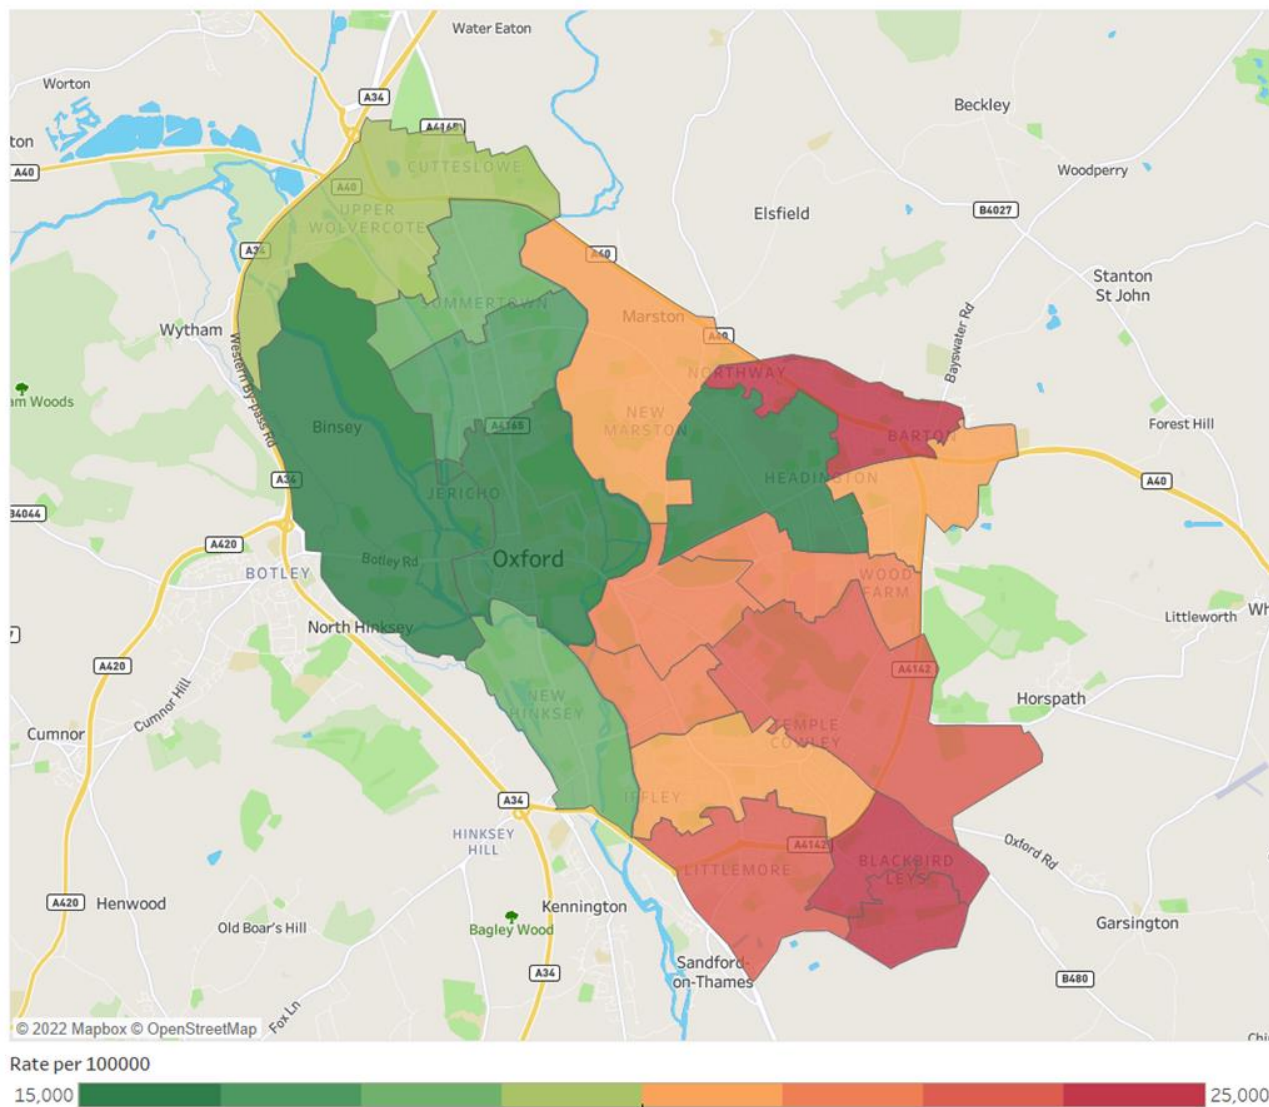 Water Eaton
Worton
A34
Beckley
A4165
ton
CUTTESLOWE
A40
Woodperry
A40
UPPER
WOLVERCOTE
Elsfield
B4027
A34
A40
Stanton
St John
SUMMERTOWN
Marston
Wytham
A40
Bayswater Rd
Western By-pass Rd
NORTHWAY
am Woods
NEW
MARSTON
Binsey
A4165
BARTON
Forest Hill
HEADINGTON
A34
A40
JERICHO
B4044
A420
Oxford
Botley Rd
BOTLEY
WOOD
FARM
Littleworth
Wh
North Hinksey
A420
A4142
Cumnor Hill
NEW
HINKSEY
Horspath
Cumnor
TEMPLE
COWLEY
IFFLEY
A34
HINKSEY
HILL
A4142
Oxford Rd
BLACKBIRD
LEYS
LITTLEMORE
A420
Henwood
Kennington
Old Boar's Hill
Bagley Wood
Garsington
Sandford-
on-Thames
A34
B480
Fox Ln
© 2022 Mapbox © OpenStreetMap
Chi
Rate per 100000
15,000
25,000